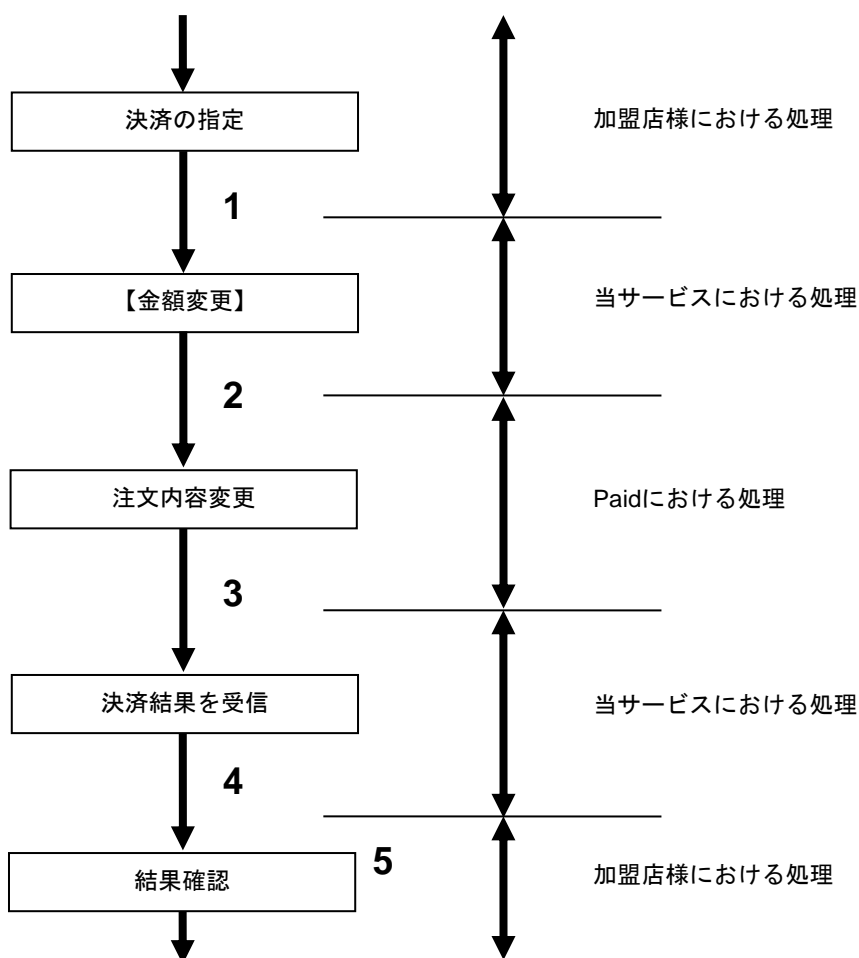 決済の指定
加盟店様における処理
1
【金額変更】
当サービスにおける処理
2
注文内容変更
Paidにおける処理
3
決済結果を受信
当サービスにおける処理
4
結果確認
5
加盟店様における処理